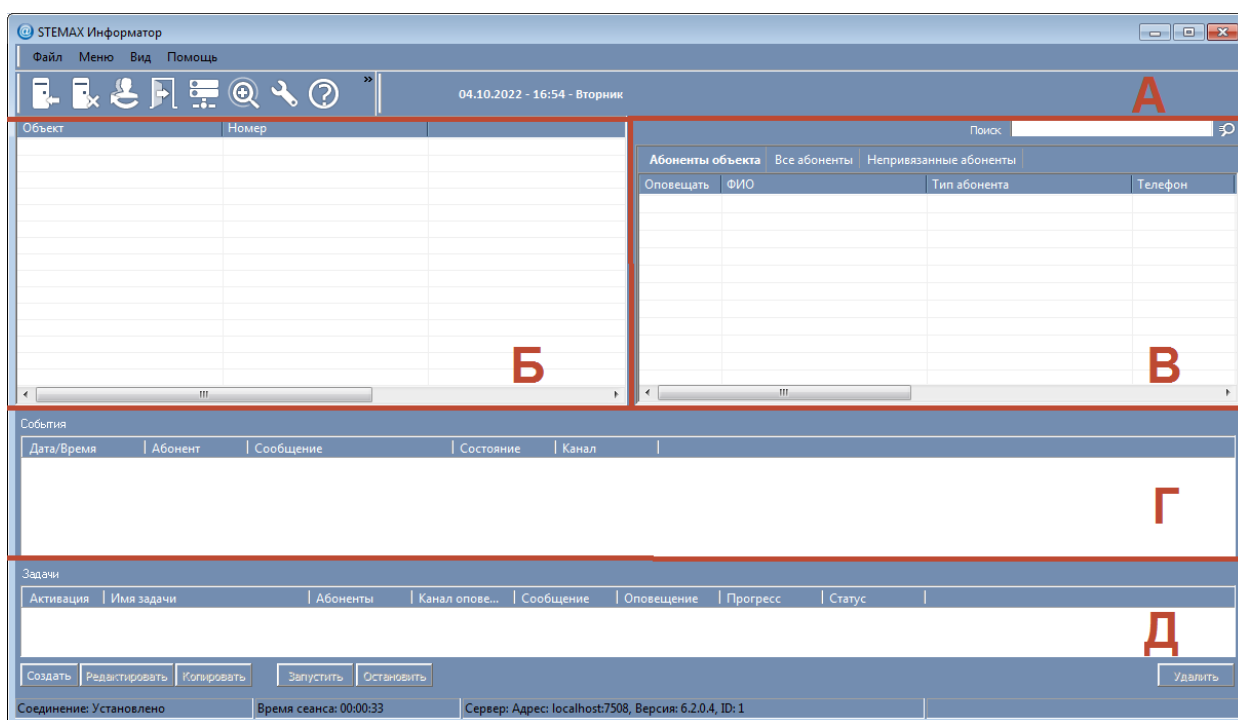 STEMAX Информатор
Файл Меню Вид Помощь
04.10.2022 - 16:54 - Вторник
А
Объект Номер
Поиск
Абоненты объекта Все абоненты Непривязанные абоненты
Оповещать ФИО Тип абонента Телефон
Б
В
События
Дата/Время Абонент Сообщение Состояние Канал
Г
Задачи
Активация Имя задачи Абоненты Канал опове... Сообщение Оповещение Прогресс Статус
Д
Создать Редактировать Копировать Запустить Остановить Удалить
Соединение: Установлено Время сеанса: 00:00:33 Сервер: Адрес: localhost:7508, Версия: 6.2.0.4, ID: 1